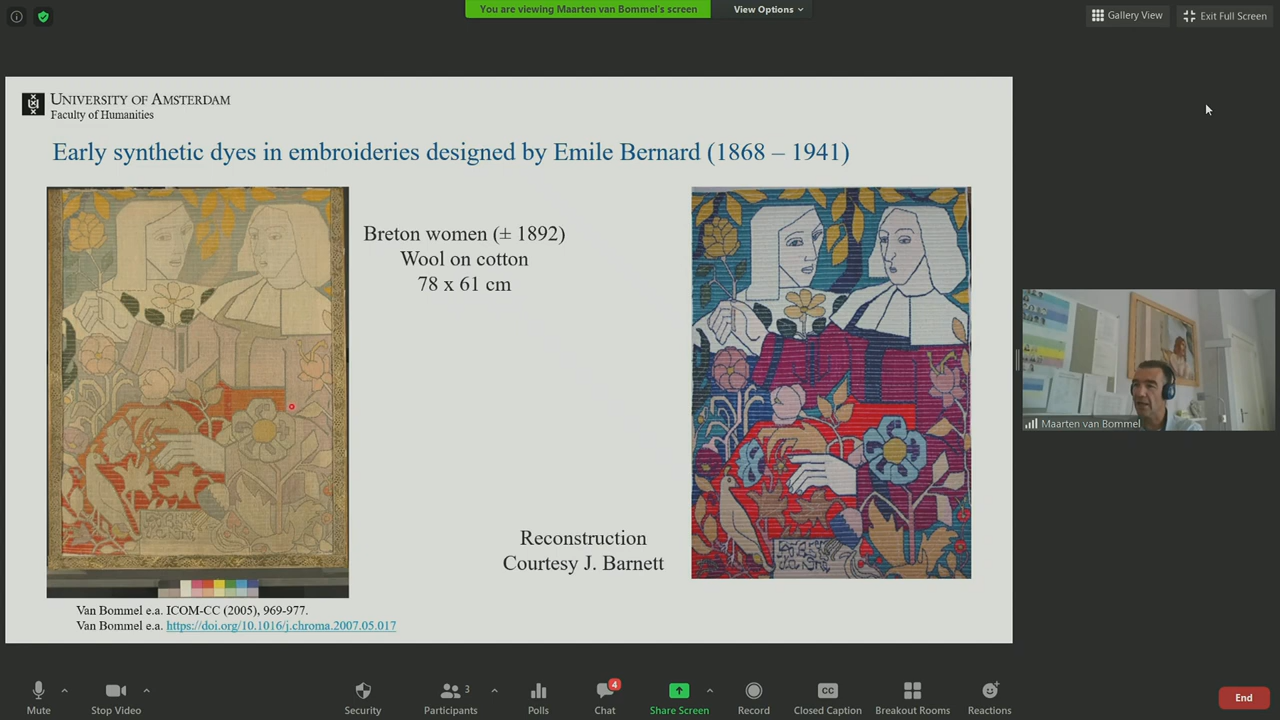 You are viewing Maarten van Bommel's screen
View Options
Gallery View
Exit Full Screen
UNIVERSITY OF AMSTERDAM
Faculty of Humanities
Early synthetic dyes in embroideries designed by Emile Bernard (1868 – 1941)
Breton women (± 1892)
Wool on cotton
78 x 61 cm
Reconstruction
Courtesy J. Barnett
Van Bommel e.a. ICOM-CC (2005), 969-977.
Van Bommel e.a. https://doi.org/10.1016/j.chroma.2007.05.017
Maarten van Bommel
Mute
Stop Video
Security
Participants
3
Polls
Chat
4
Share Screen
Record
CC
Closed Caption
Breakout Rooms
Reactions
End